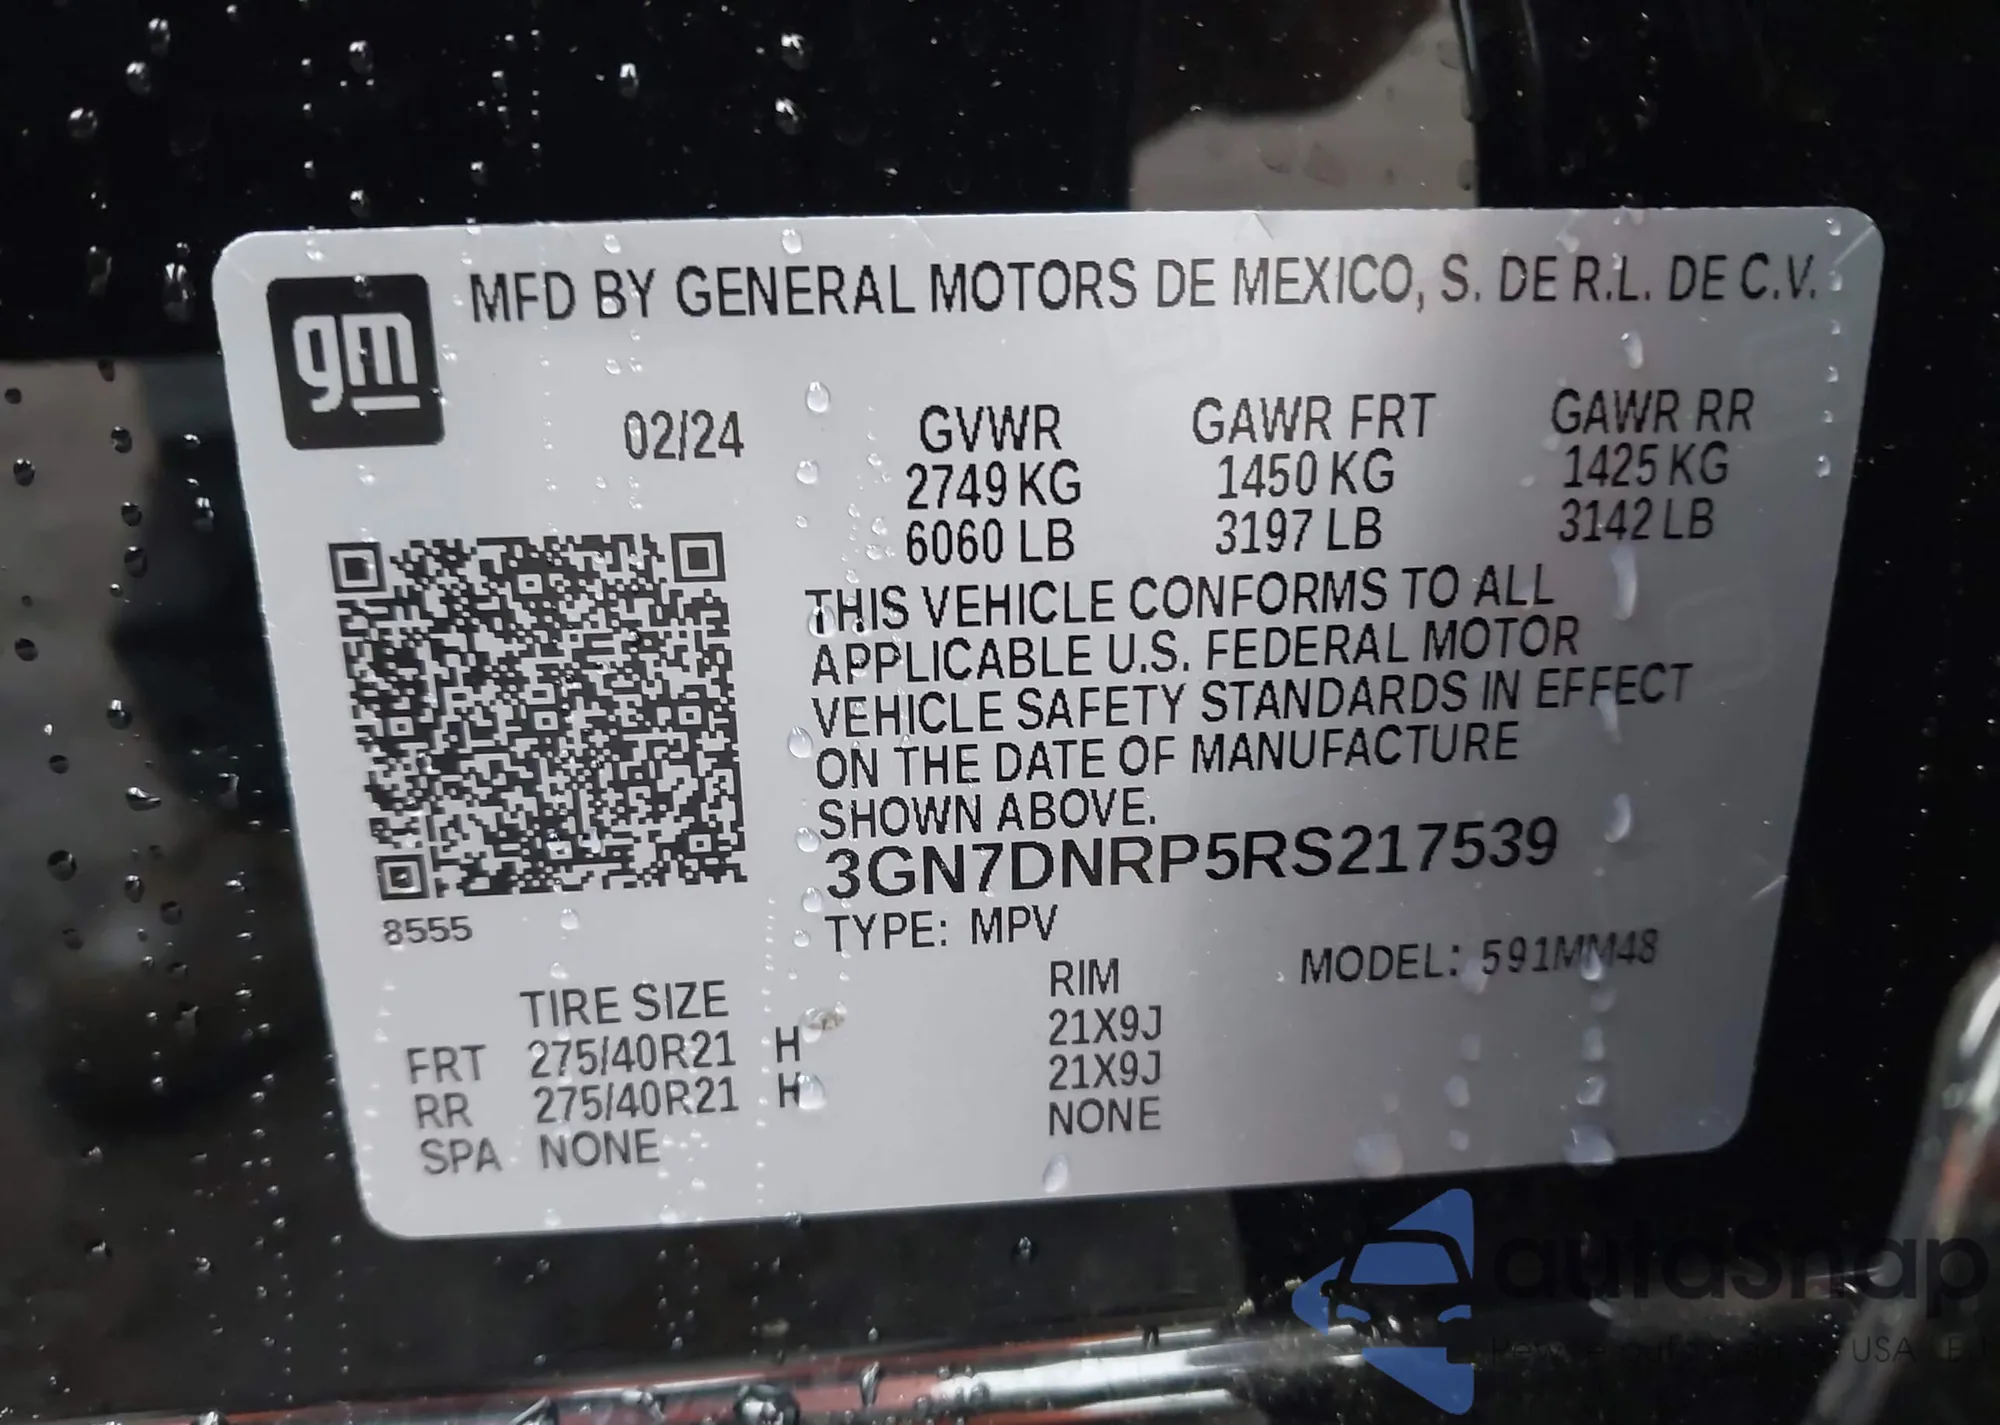 gm
MFD BY GENERAL MOTORS DE MEXICO, S. DE R.L. DE C.V.
02/24 GVWR GAWR FRT GAWR RR
2749 KG 1450 KG 1425 KG
6060 LB 3197 LB 3142 LB
THIS VEHICLE CONFORMS TO ALL
APPLICABLE U.S. FEDERAL MOTOR
VEHICLE SAFETY STANDARDS IN EFFECT
ON THE DATE OF MANUFACTURE
SHOWN ABOVE.
3GN7DNRP5RS217539
8555
TYPE: MPV MODEL: 591MM48
TIRE SIZE RIM
FRT 275/40R21 H 21X9J
RR 275/40R21 H 21X9J
SPA NONE NONE
autoSnap
USA